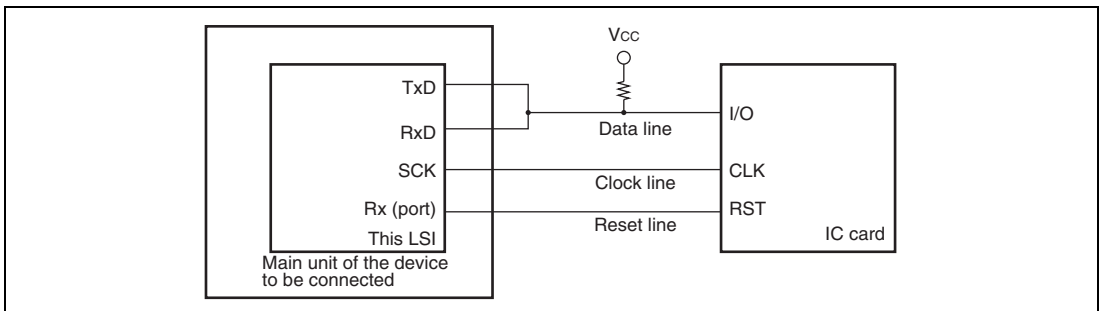 Vcc
TxD
RxD
SCK
Rx (port)
This LSI
Main unit of the device
to be connected
Data line
Clock line
Reset line
I/O
CLK
RST
IC card